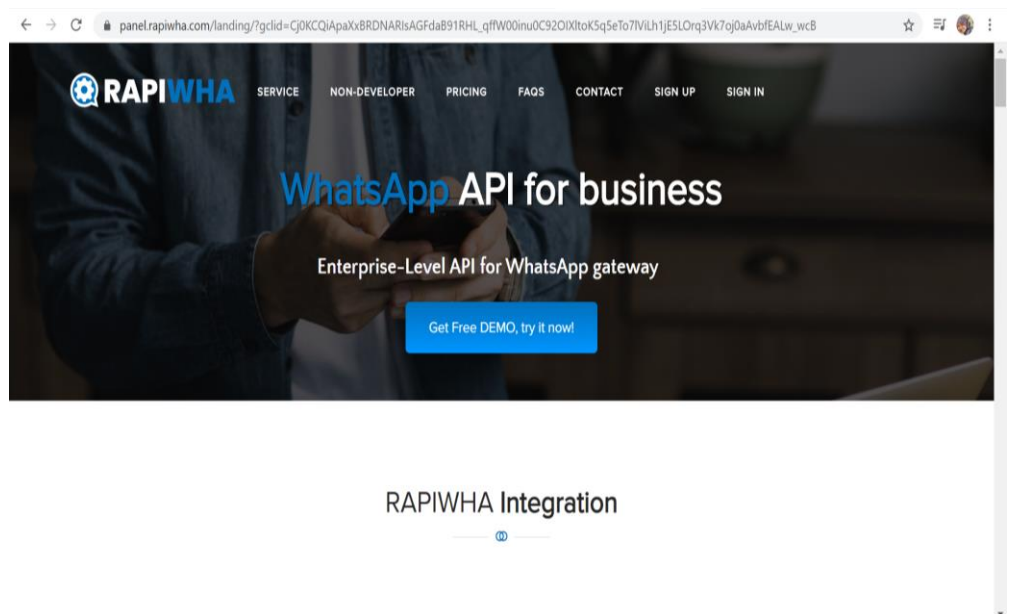 panel.rapiwha.com/landing/?gclid=Cj0KCQiApaXxBRDNARIsAGFdaB91RHL_qffW00inu0C92OIXltoK5q5eTo7lViLh1jE5LOrq3Vk7oj0aAvbfEALw_wcB
RAPIWHA SERVICE NON-DEVELOPER PRICING FAQS CONTACT SIGN UP SIGN IN
WhatsApp API for business
Enterprise-Level API for WhatsApp gateway
Get Free DEMO, try it now!
RAPIWHA Integration